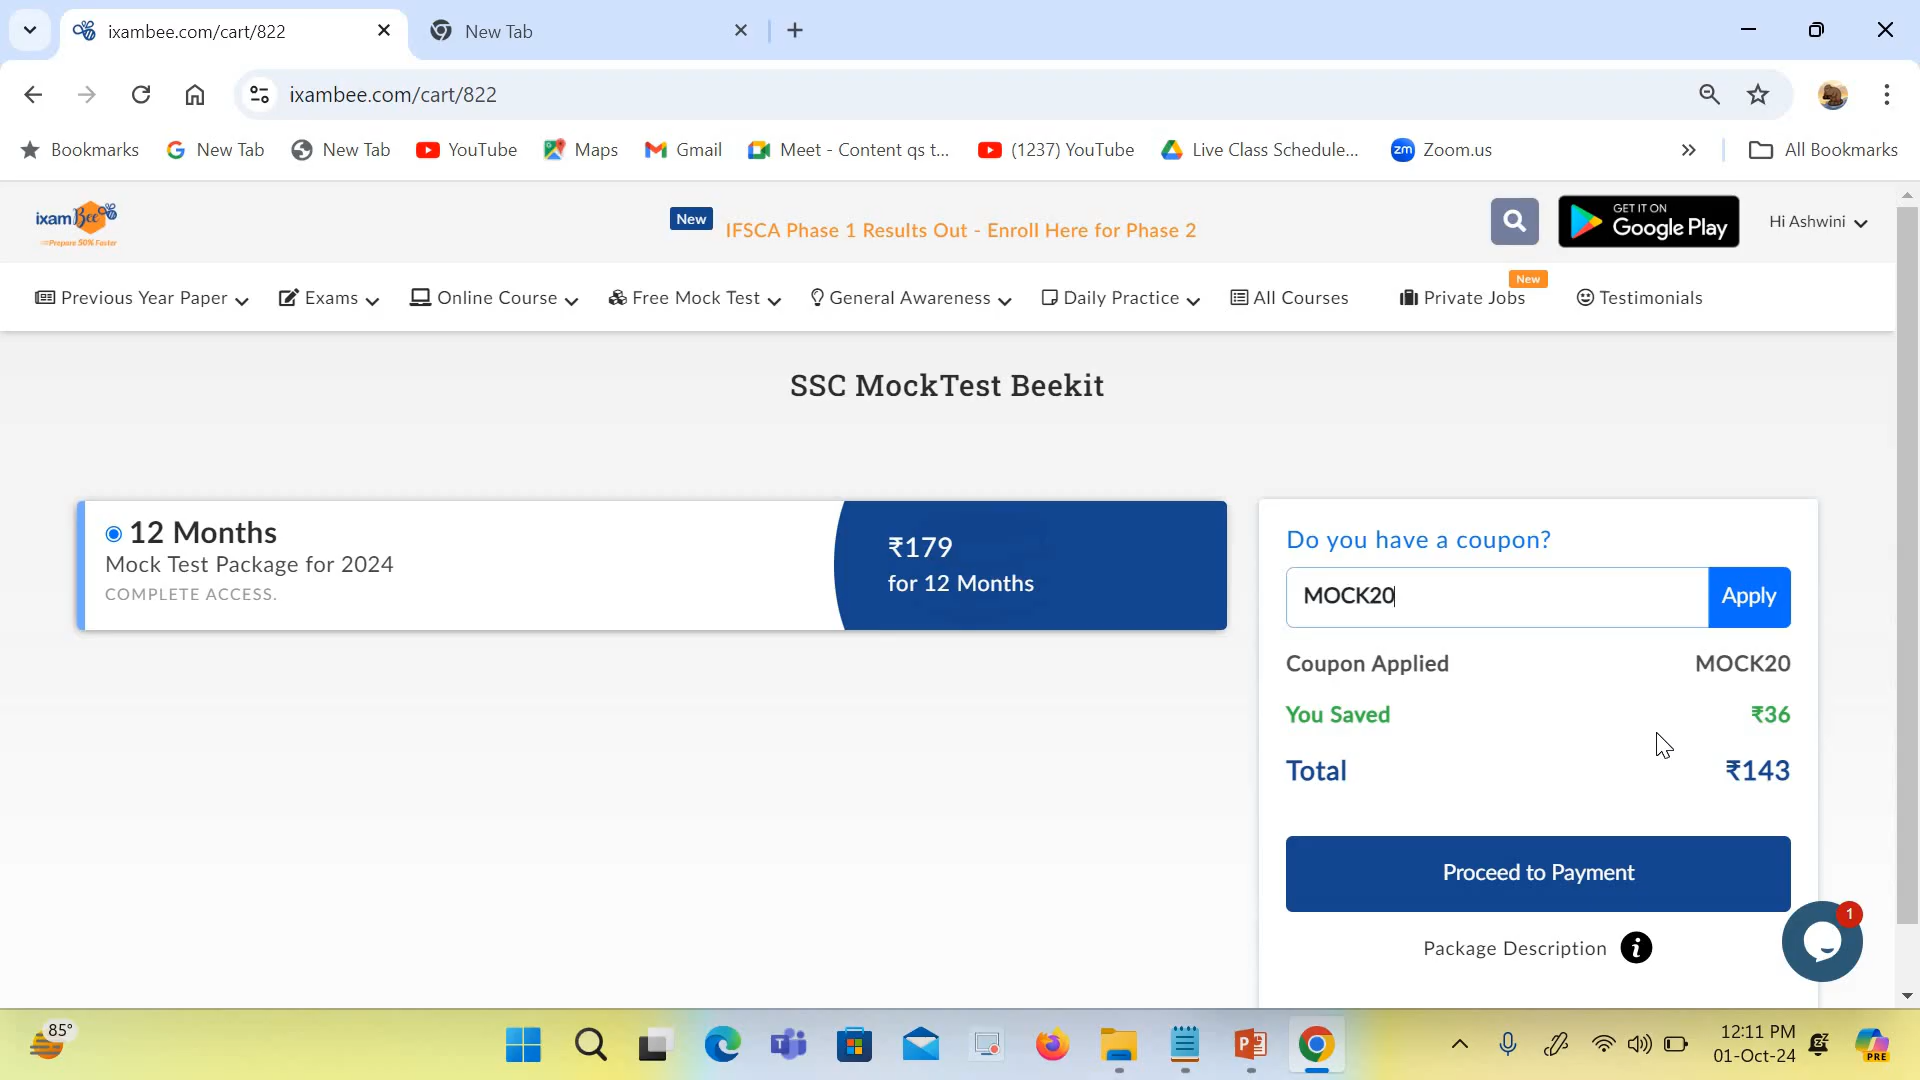 ixambee.com/cart/822
New Tab
ixambee.com/cart/822
Bookmarks
New Tab
New Tab
YouTube
Maps
Gmail
Meet - Content qs t...
(1237) YouTube
Live Class Schedule...
zm Zoom.us
»
All Bookmarks
ixamBee
Prepare 50% Faster
New
IFSCA Phase 1 Results Out - Enroll Here for Phase 2
GET IT ON
Google Play
Hi Ashwini
New
Previous Year Paper
Exams
Online Course
Free Mock Test
General Awareness
Daily Practice
All Courses
Private Jobs
Testimonials
SSC MockTest Beekit
12 Months
Mock Test Package for 2024
COMPLETE ACCESS.
₹179
for 12 Months
Do you have a coupon?
MOCK20
Apply
Coupon Applied MOCK20
You Saved ₹36
Total ₹143
Proceed to Payment
1
Package Description
85°
12:11 PM
01-Oct-24
PRE